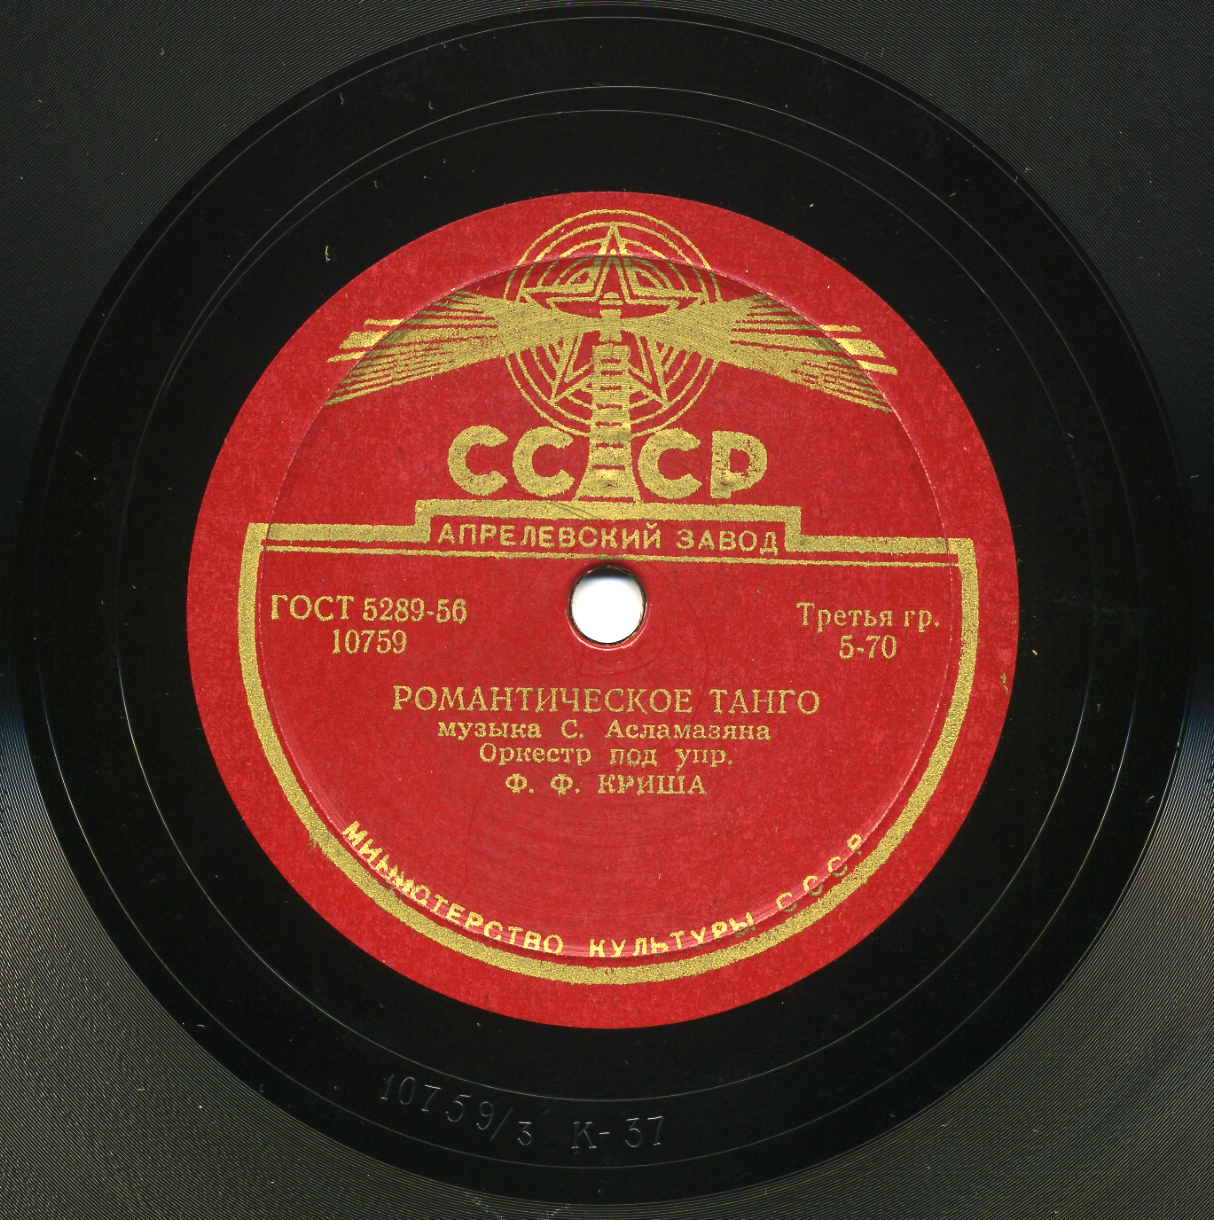 СССР
АПРЕЛЕВСКИЙ ЗАВОД
ГОСТ 5289-56
10759
Третья гр.
5-70
РОМАНТИЧЕСКОЕ ТАНГО
музыка С. Асламазяна
Оркестр под упр.
Ф. Ф. КРИША
МИНИСТЕРСТВО КУЛЬТУРЫ СССР
10759/3 К-37